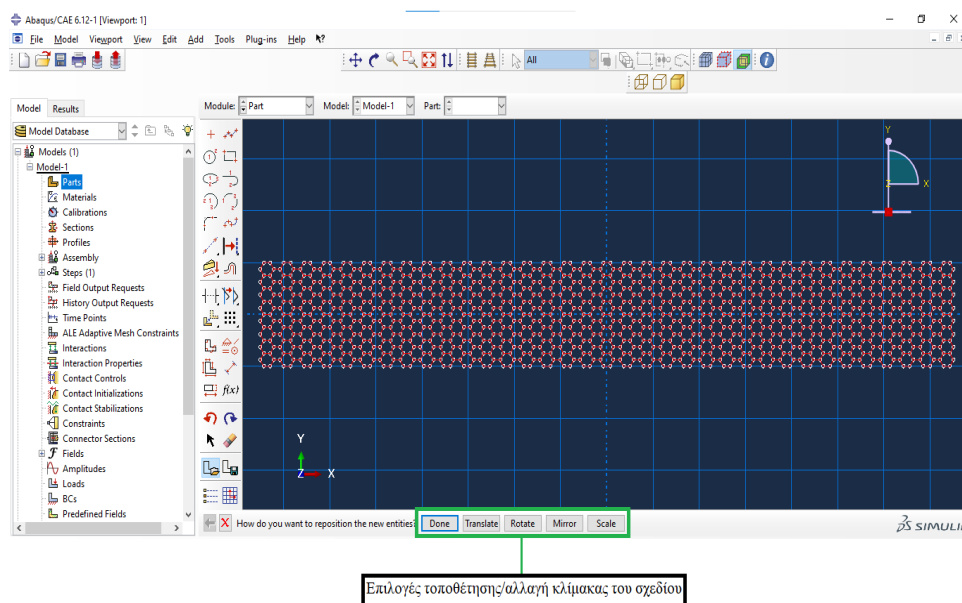 Abaqus/CAE 6.12-1 [Viewport: 1]
File Model Viewport View Edit Add Tools Plug-ins Help
All
Model Results
Module: Part Model: Model-1 Part:
Model Database
Models (1)
Model-1
Parts
Materials
Calibrations
Sections
Profiles
Assembly
Steps (1)
Field Output Requests
History Output Requests
Time Points
ALE Adaptive Mesh Constraints
Interactions
Interaction Properties
Contact Controls
Contact Initializations
Contact Stabilizations
Constraints
Connector Sections
Fields
Amplitudes
Loads
BCs
Predefined Fields
f(x)
Y
Z X
Y
Z X
How do you want to reposition the new entities? Done Translate Rotate Mirror Scale
SIMULI
Επιλογές τοποθέτησης/αλλαγή κλίμακας του σχεδίου